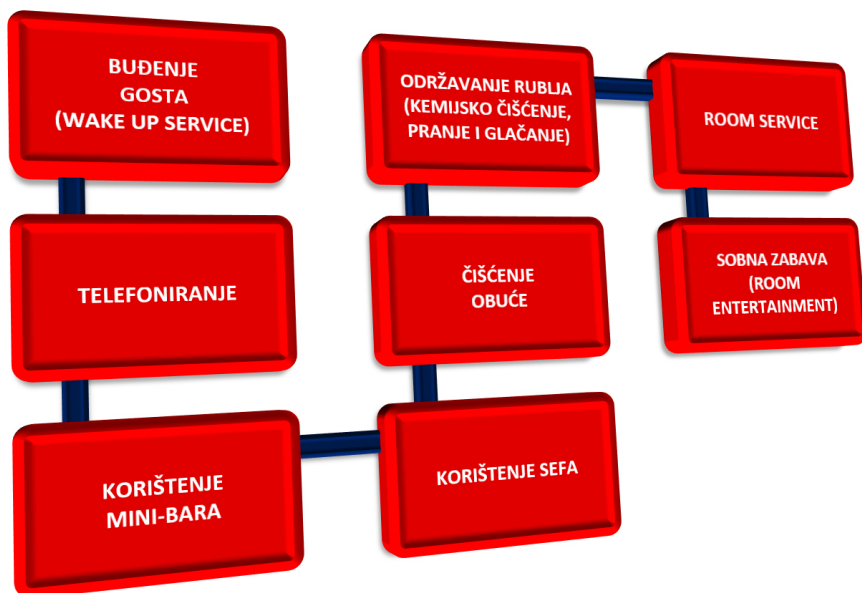 BUĐENJE
GOSTA
(WAKE UP SERVICE)
TELEFONIRANJE
KORIŠTENJE
MINI-BARA
KORIŠTENJE SEFA
ČIŠĆENJE
OBUĆE
ODRŽAVANJE RUBLJA
(KEMIJSKO ČIŠĆENJE,
PRANJE I GLAČANJE)
ROOM SERVICE
SOBNA ZABAVA
(ROOM
ENTERTAINMENT)